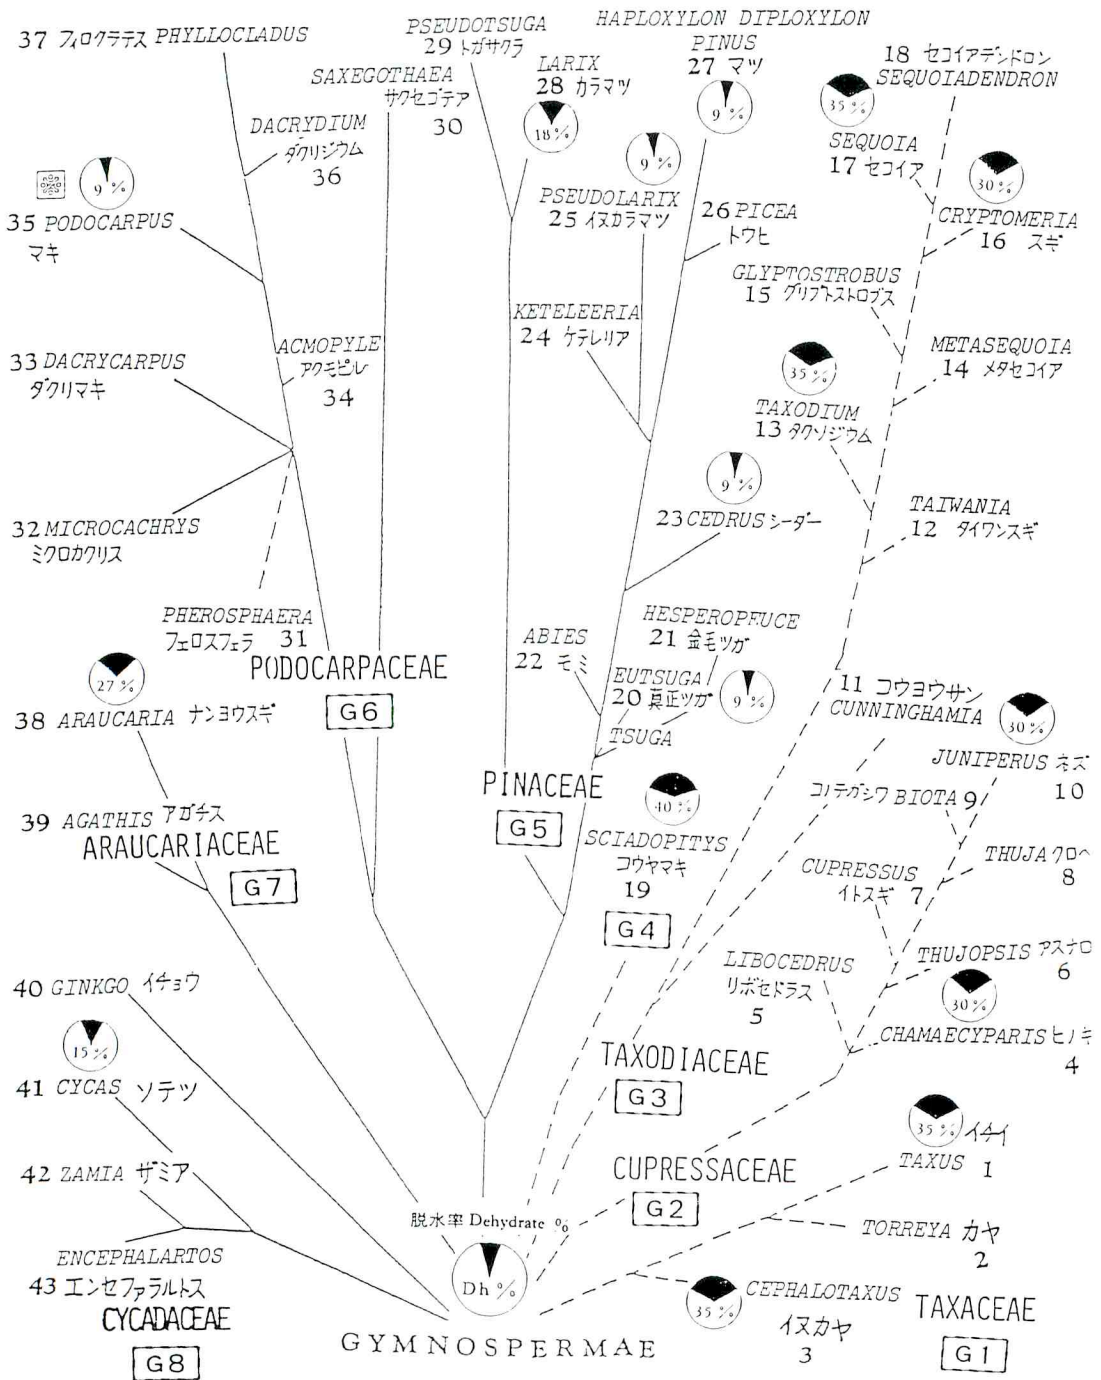 37 フィロクラテス PHYLLOCLADUS
PSEUDOTSUGA
29 トガサクラ
HAPLOXYLON DIPLOXYLON
PINUS
27 マツ
9%
18 セコイアデンドロン
SEQUOIADENDRON
SAXEGOTHAEA
サクセゴテア
30
LARIX
28 カラマツ
18%
35%
SEQUOIA
17 セコイア
DACRYDIUM
ダクリジウム
36
9%
PSEUDOLARIX
25 イヌカラマツ
30%
CRYPTOMERIA
16 スギ
9%
35 PODOCARPUS
マキ
26 PICEA
トウヒ
GLYPTOSTROBUS
15 グリプトストロブス
KETELEERIA
24 ケテレリア
METASEQUOIA
14 メタセコイア
33 DACRYCARPUS
ダクリマキ
ACMOPYLE
アクモピレ
34
35%
TAXODIUM
13 タクソジウム
9%
23 CEDRUS シーダー
TAIWANIA
12 タイワンスギ
32 MICROCACHRYS
ミクロカクリス
PHEROSPHAERA
フェロスフェラ 31
PODOCARPACEAE
G6
ABIES
22 モミ
HESPEROPEUCE
21 金毛ツガ
EUTSUGA
20 真正ツガ
9%
TSUGA
11 コウヨウサン
CUNNINGHAMIA
27%
38 ARAUCARIA ナンヨウスギ
30%
JUNIPERUS ネズ
10
PINACEAE
G5
40%
SCIADOPITYS
コウヤマキ
19
G4
コノテガシワ BIOTA 9
39 AGATHIS アガチス
ARAUCARIACEAE
G7
CUPRESSUS
イトスギ 7
THUJA クロベ
8
LIBOCEDRUS
リボセドラス
5
THUJOPSIS アスナロ
6
40 GINKGO イチョウ
30%
CHAMAECYPARIS ヒノキ
4
15%
41 CYCAS ソテツ
TAXODIACEAE
G3
35%
イチイ
TAXUS 1
42 ZAMIA ザミア
CUPRESSACEAE
G2
脱水率 Dehydrate %
Dh %
TORREYA カヤ
2
ENCEPHALARTOS
43 エンセファラルトス
CYCADACEAE
G8
35%
CEPHALOTAXUS
イヌカヤ
3
TAXACEAE
G1
GYMNOSPERMAE